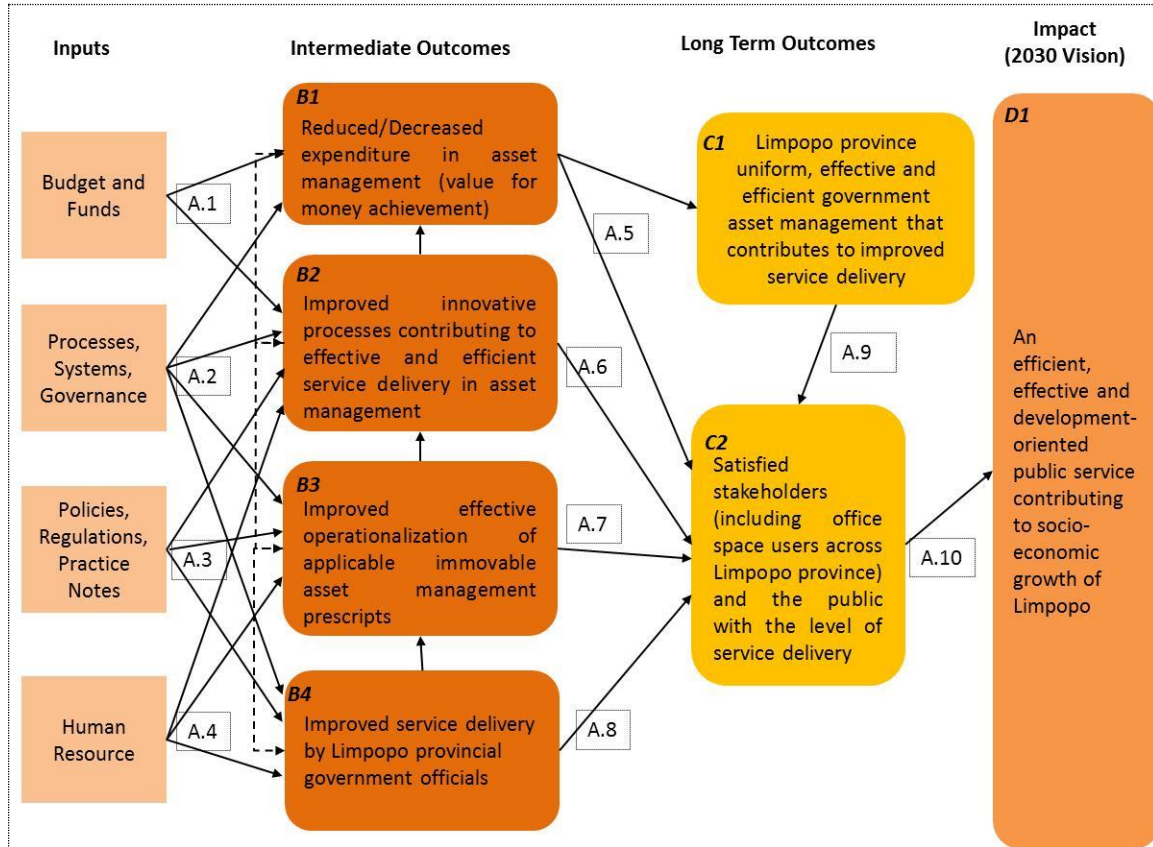 Inputs
Intermediate Outcomes
Long Term Outcomes
Impact
(2030 Vision)
Budget and
Funds
Processes,
Systems,
Governance
Policies,
Regulations,
Practice
Notes
Human
Resource
A.1
A.2
A.3
A.4
B1
Reduced/Decreased
expenditure in asset
management (value for
money achievement)
B2
Improved innovative
processes contributing to
effective and efficient
service delivery in asset
management
B3
Improved effective
operationalization of
applicable immovable
asset management
prescripts
B4
Improved service delivery
by Limpopo provincial
government officials
A.5
A.6
A.7
A.8
C1
Limpopo province
uniform, effective and
efficient government
asset management that
contributes to improved
service delivery
A.9
C2
Satisfied
stakeholders
(including office
space users across
Limpopo province)
and the public
with the level of
service delivery
A.10
D1
An
efficient,
effective and
development-
oriented
public service
contributing
to socio-
economic
growth of
Limpopo